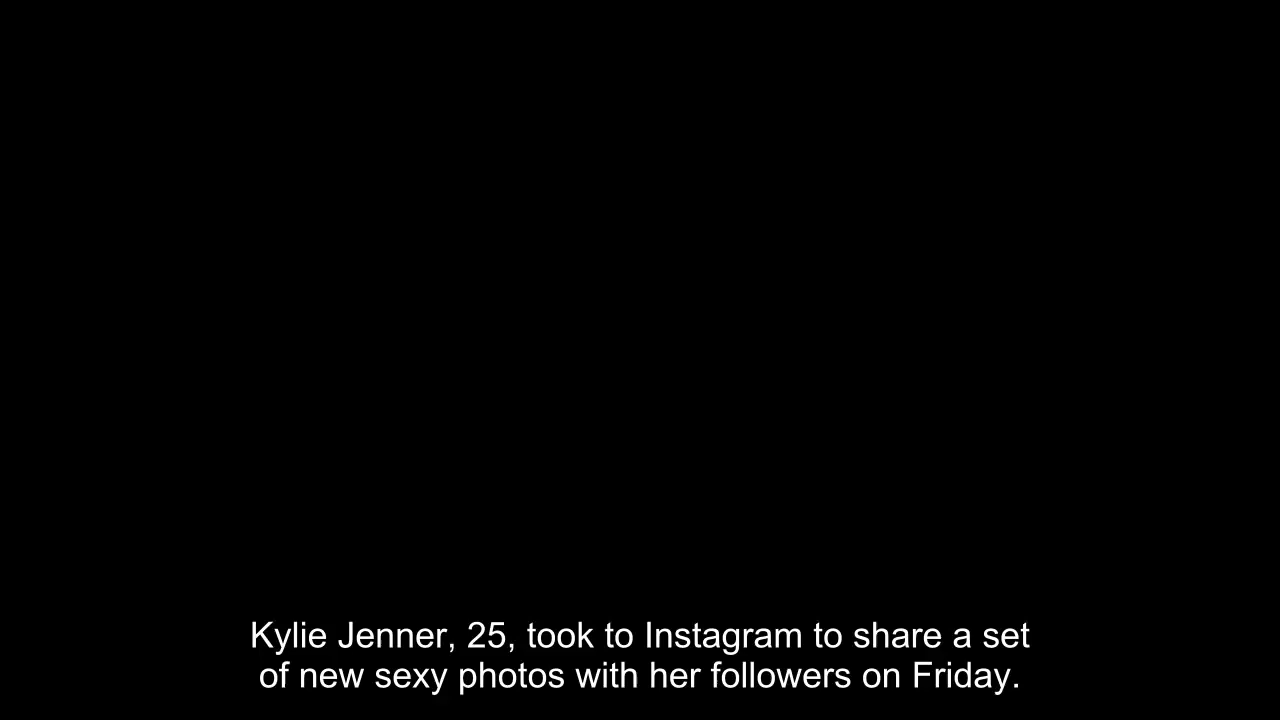 Kylie Jenner, 25, took to Instagram to share a set
of new sexy photos with her followers on Friday.